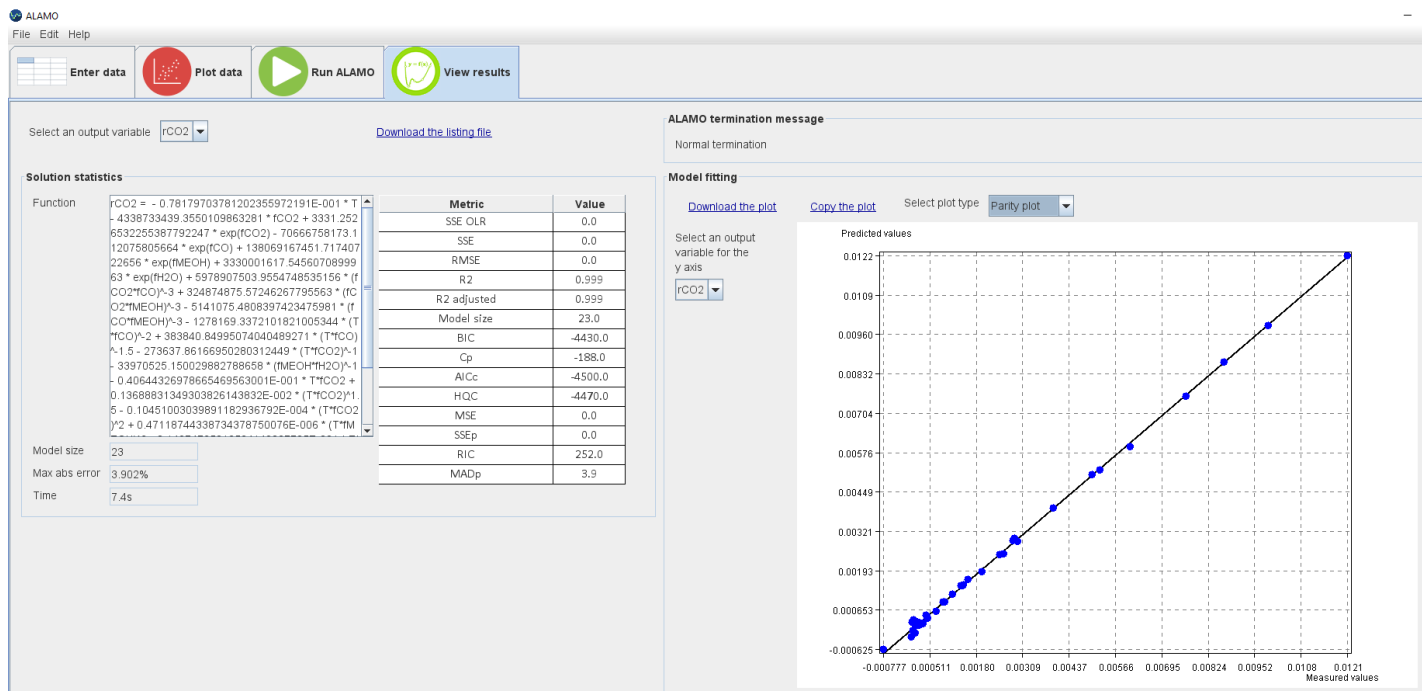 ALAMO
File Edit Help
Enter data
Plot data
Run ALAMO
y = f(x)
View results
Select an output variable rCO2
Download the listing file
Solution statistics
Function
rCO2 = - 0.78179703781202355972191E-001 * T
- 4338733439.3550109863281 * fCO2 + 3331.252
6532255387792247 * exp(fCO2) - 70666758173.1
12075805664 * exp(fCO) + 138069167451.717407
22656 * exp(fMEOH) + 3330001617.54560708999
63 * exp(fH2O) + 5978907503.9554748535156 * (f
CO2*fCO)^-3 + 324874875.57246267795563 * (fC
O2*fMEOH)^-3 - 5141075.4808397423475981 * (f
CO*fMEOH)^-3 - 1278169.3372101821005344 * (T
*fCO)^-2 + 383840.84995074040489271 * (T*fCO)
^-1.5 - 273637.86166950280312449 * (T*fCO2)^-1
- 33970525.150029882788658 * (fMEOH*fH2O)^-1
- 0.40644326978665469563001E-001 * T*fCO2 +
0.13688831349303826143832E-002 * (T*fCO2)^1.
5 - 0.10451003039891182936792E-004 * (T*fCO2
)^2 + 0.47118744338734378750076E-006 * (T*fM
Model size 23
Max abs error 3.902%
Time 7.4s
Metric Value
SSE OLR 0.0
SSE 0.0
RMSE 0.0
R2 0.999
R2 adjusted 0.999
Model size 23.0
BIC -4430.0
Cp -188.0
AICc -4500.0
HQC -4470.0
MSE 0.0
SSEp 0.0
RIC 252.0
MADp 3.9
ALAMO termination message
Normal termination
Model fitting
Download the plot
Copy the plot
Select plot type Parity plot
Select an output
variable for the
y axis
rCO2
Predicted values
0.0122
0.0109
0.00960
0.00832
0.00704
0.00576
0.00449
0.00321
0.00193
0.000853
-0.000625
-0.000777 0.000511 0.00180 0.00309 0.00437 0.00566 0.00695 0.00824 0.00952 0.0108 0.0121
Measured values